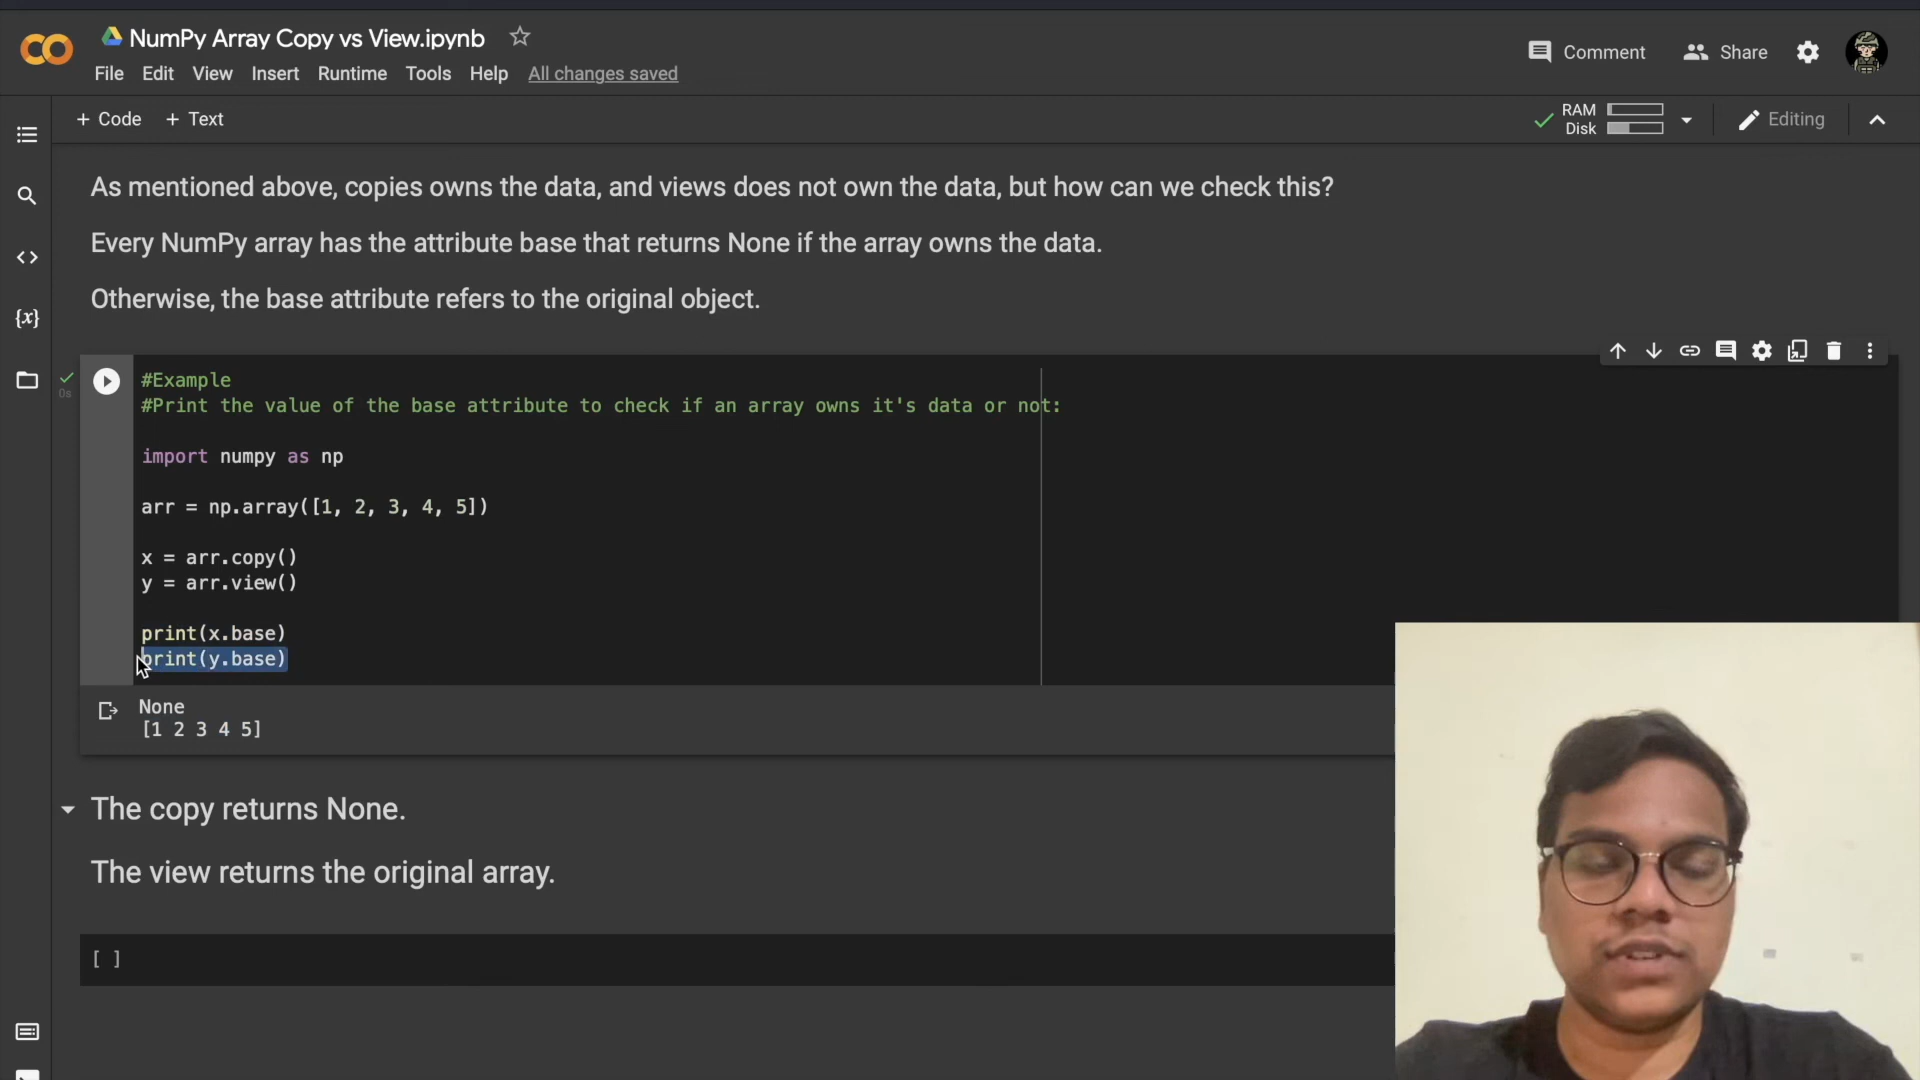 NumPy Array Copy vs View.ipynb
File Edit View Insert Runtime Tools Help All changes saved
Comment Share
+ Code + Text
RAM
Disk
Editing
As mentioned above, copies owns the data, and views does not own the data, but how can we check this?
Every NumPy array has the attribute base that returns None if the array owns the data.
Otherwise, the base attribute refers to the original object.
0s
#Example
#Print the value of the base attribute to check if an array owns it's data or not:
import numpy as np
arr = np.array([1, 2, 3, 4, 5])
x = arr.copy()
y = arr.view()
print(x.base)
print(y.base)
None
[1 2 3 4 5]
The copy returns None.
The view returns the original array.
[ ]